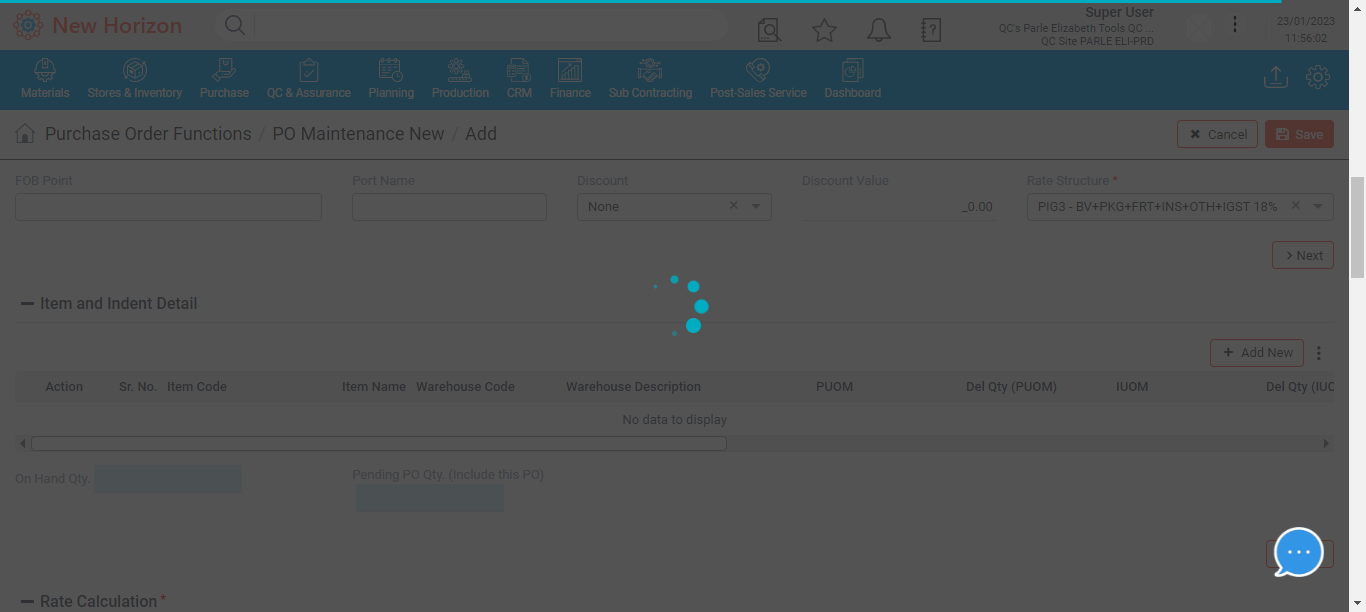 New Horizon
Super User
QC's Parle Elizabeth Tools QC ...
QC Site PARLE ELI-PRD
23/01/2023
11:56:02
Materials Stores & Inventory Purchase QC & Assurance Planning Production CRM Finance Sub Contracting Post-Sales Service Dashboard
Purchase Order Functions / PO Maintenance New / Add
Cancel Save
FOB Point Port Name Discount Discount Value Rate Structure *
None _0.00 PIG3 - BV+PKG+FRT+INS+OTH+IGST 18%
Next
Item and Indent Detail
Add New
Action Sr. No. Item Code Item Name Warehouse Code Warehouse Description PUOM Del Qty (PUOM) IUOM Del Qty (IUO
No data to display
On Hand Qty. Pending PO Qty. (Include this PO)
Rate Calculation *